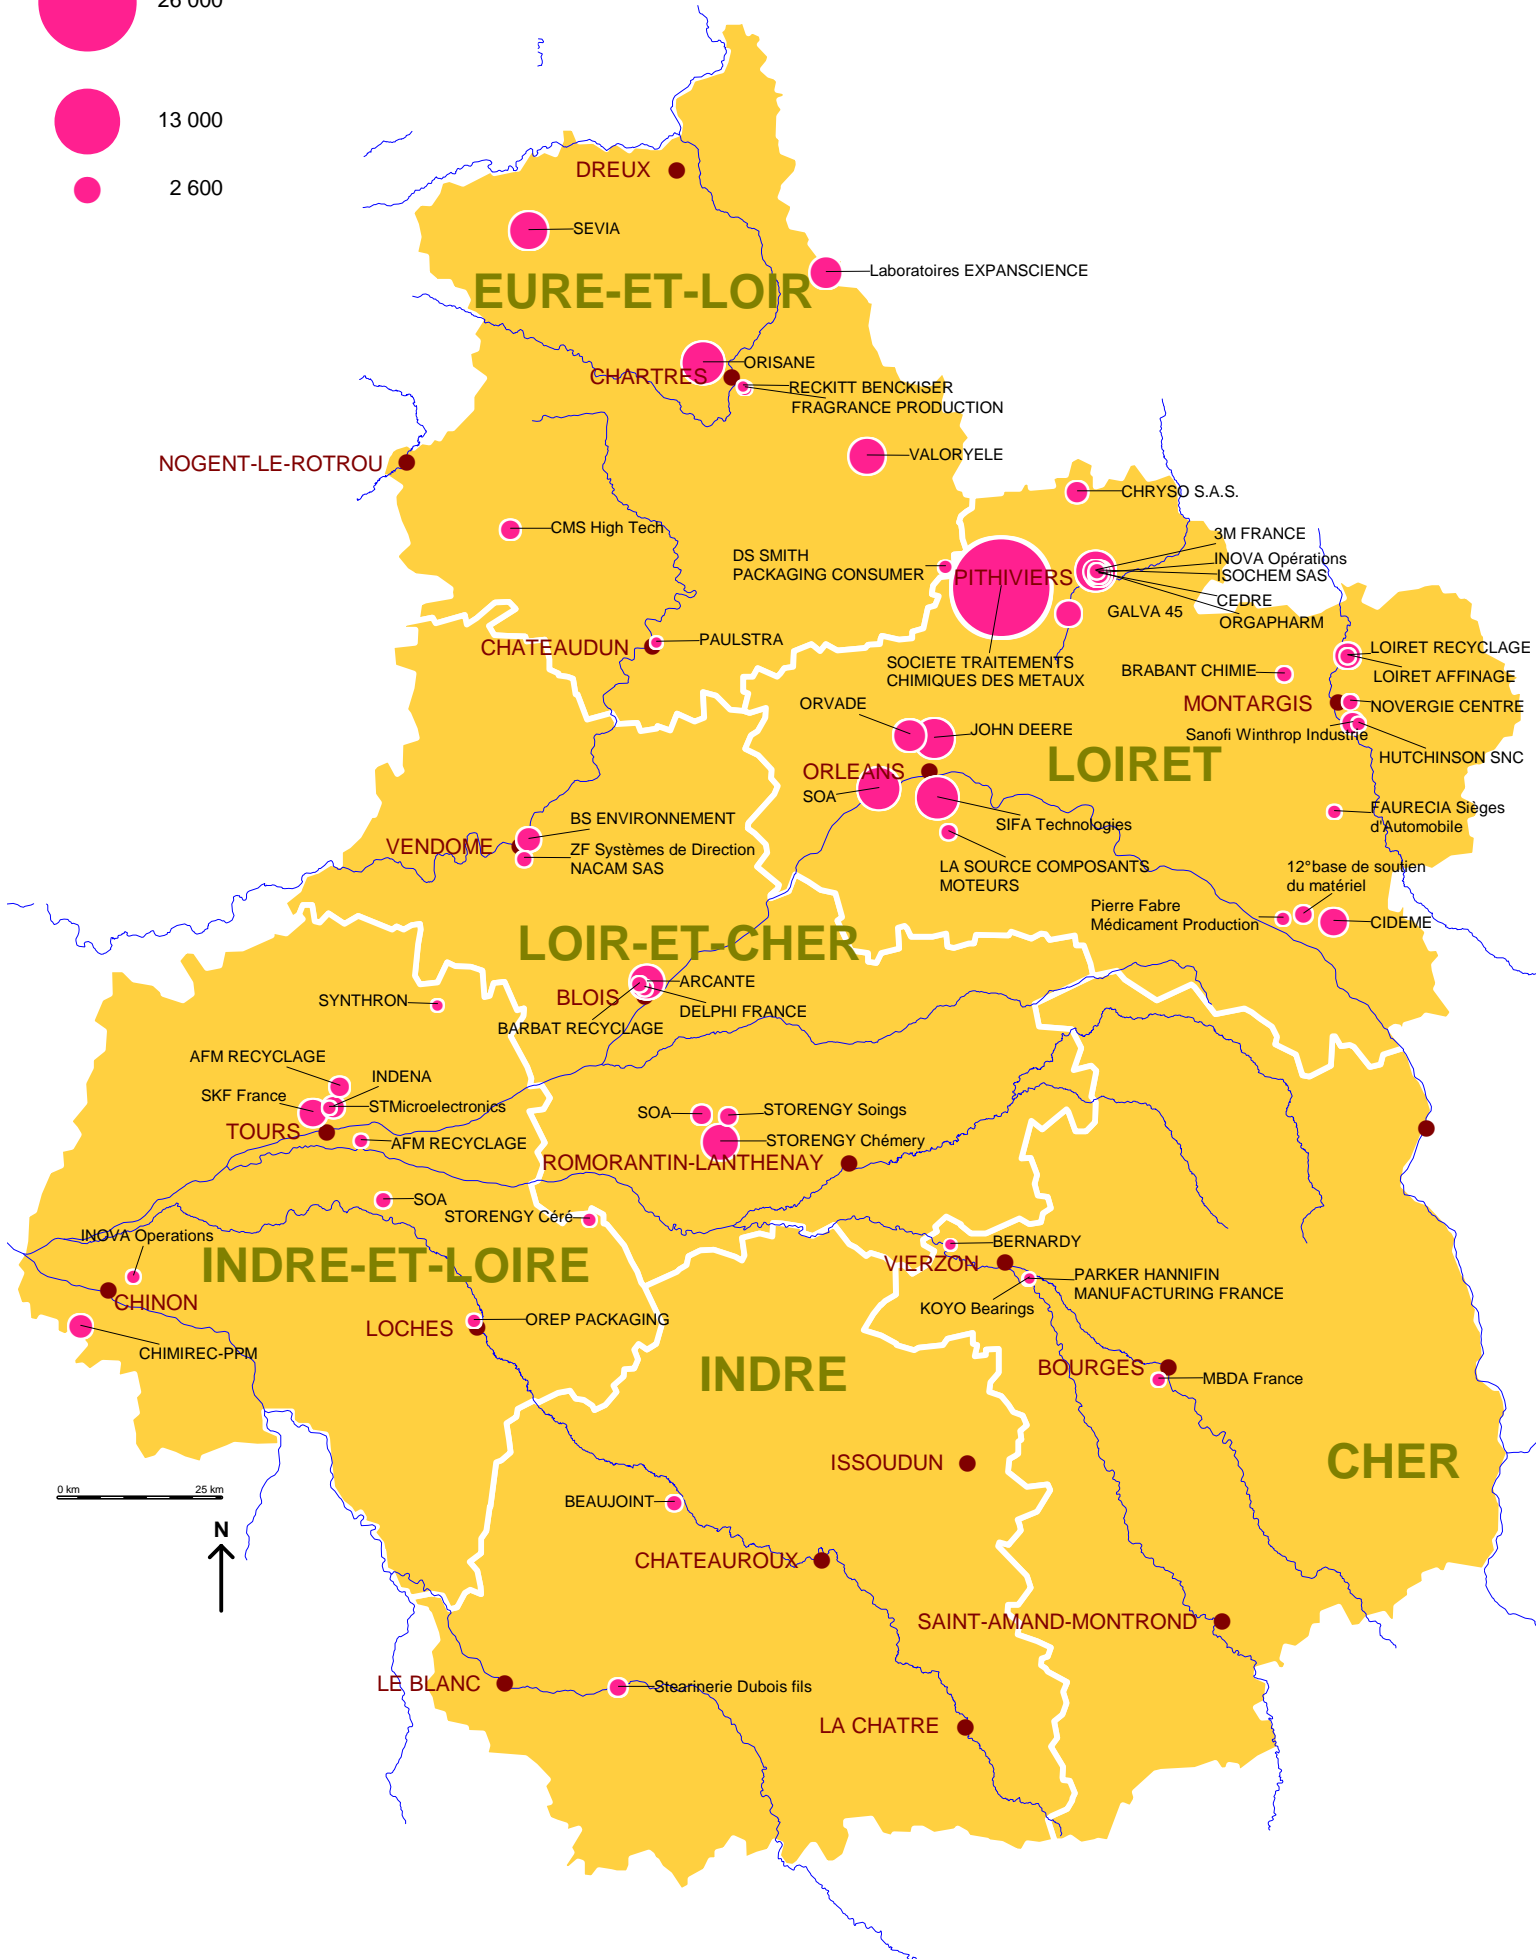 26 000
13 000
2 600
DREUX
SEVIA
Laboratoires EXPANSCIENCE
EURE-ET-LOIR
ORISANE
CHARTRES
RECKITT BENCKISER
FRAGRANCE PRODUCTION
NOGENT-LE-ROTROU
VALORYELE
CHRYSO S.A.S.
CMS High Tech
3M FRANCE
DS SMITH
PACKAGING CONSUMER
INOVA Opérations
ISOCHEM SAS
PITHIVIERS
CEDRE
GALVA 45
ORGAPHARM
CHATEAUDUN
PAULSTRA
LOIRET RECYCLAGE
SOCIETE TRAITEMENTS
CHIMIQUES DES METAUX
BRABANT CHIMIE
LOIRET AFFINAGE
ORVADE
MONTARGIS
NOVERGIE CENTRE
JOHN DEERE
Sanofi Winthrop Industrie
HUTCHINSON SNC
LOIRET
ORLEANS
SOA
FAURECIA Sièges
d'Automobile
BS ENVIRONNEMENT
SIFA Technologies
VENDOME
ZF Systèmes de Direction
NACAM SAS
LA SOURCE COMPOSANTS
MOTEURS
12°base de soutien
du matériel
Pierre Fabre
Médicament Production
CIDEME
LOIR-ET-CHER
ARCANTE
BLOIS
SYNTHRON
DELPHI FRANCE
BARBAT RECYCLAGE
AFM RECYCLAGE
INDENA
SKF France
STMicroelectronics
SOA
STORENGY Soings
TOURS
AFM RECYCLAGE
STORENGY Chémery
ROMORANTIN-LANTHENAY
SOA
STORENGY Céré
INOVA Operations
BERNARDY
INDRE-ET-LOIRE
VIERZON
PARKER HANNIFIN
MANUFACTURING FRANCE
CHINON
KOYO Bearings
OREP PACKAGING
LOCHES
CHIMIREC-PPM
INDRE
BOURGES
MBDA France
ISSOUDUN
CHER
0 km
25 km
BEAUJOINT
N
CHATEAUROUX
SAINT-AMAND-MONTROND
LE BLANC
Stearinerie Dubois fils
LA CHATRE